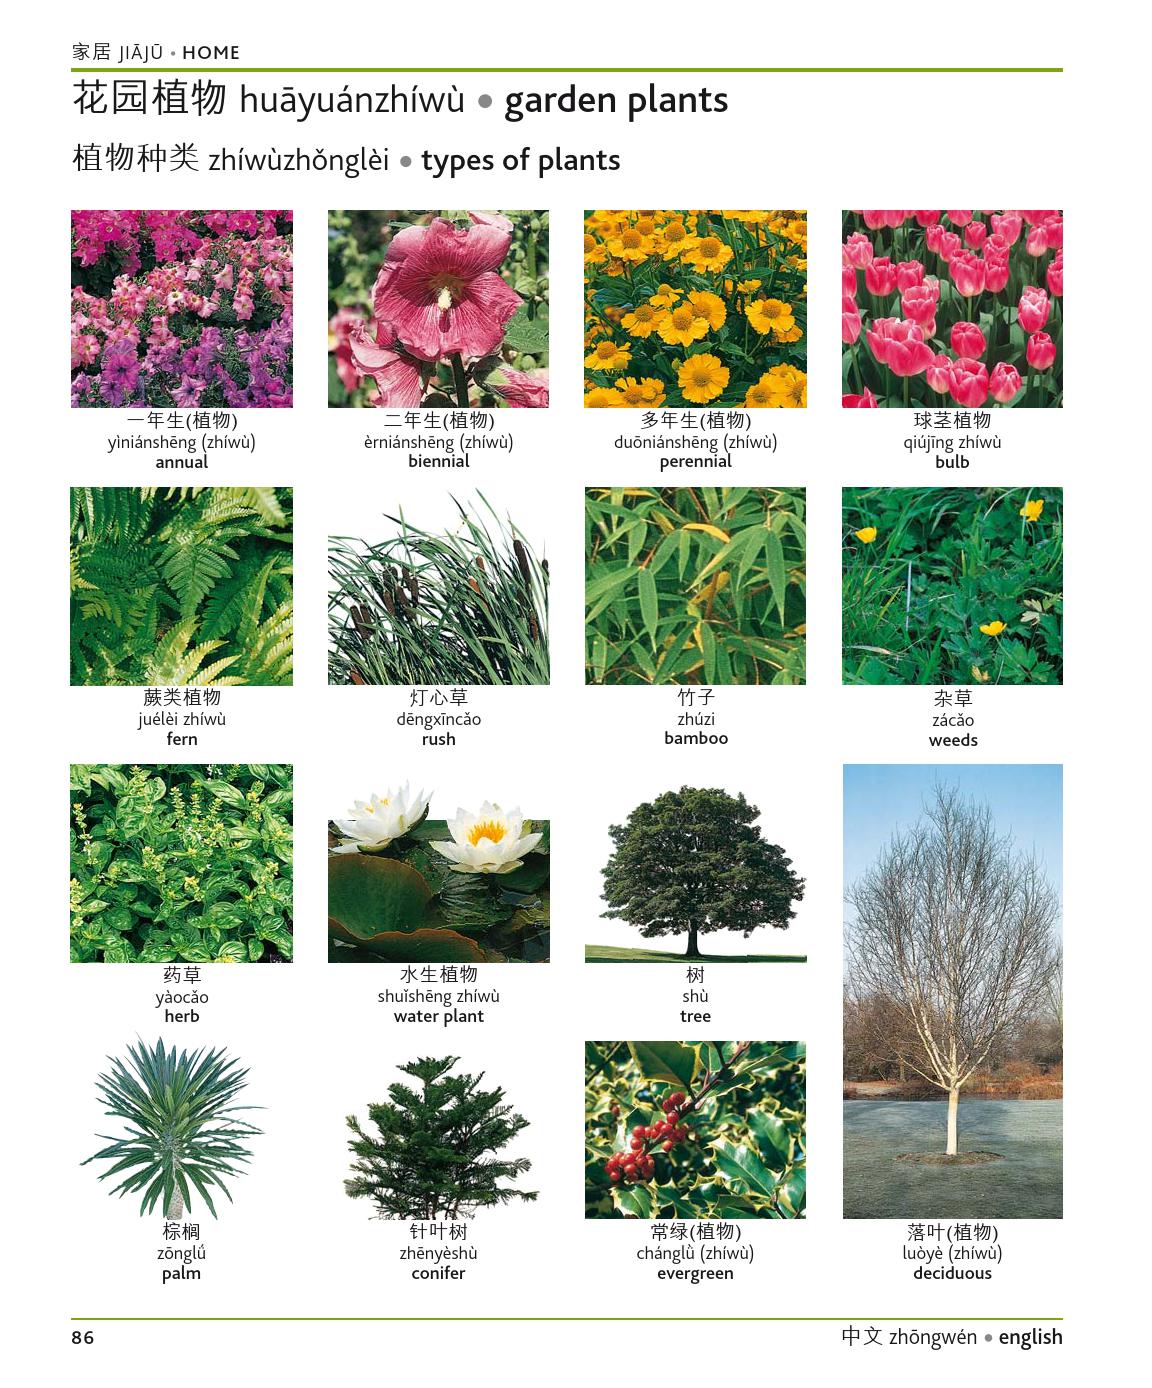 家居 JIĀJŪ • HOME
花园植物 huāyuánzhíwù • garden plants
植物种类 zhíwùzhǒnglèi • types of plants
一年生(植物)
yìniánshēng (zhíwù)
annual
二年生(植物)
èrniánshēng (zhíwù)
biennial
多年生(植物)
duōniánshēng (zhíwù)
perennial
球茎植物
qiújīng zhíwù
bulb
蕨类植物
juélèi zhíwù
fern
灯心草
dēngxīncǎo
rush
竹子
zhúzi
bamboo
杂草
zácǎo
weeds
药草
yàocǎo
herb
水生植物
shuǐshēng zhíwù
water plant
树
shù
tree
棕榈
zōnglǘ
palm
针叶树
zhēnyèshù
conifer
常绿(植物)
chánglǜ (zhíwù)
evergreen
落叶(植物)
luòyè (zhíwù)
deciduous
86
中文 zhōngwén • english